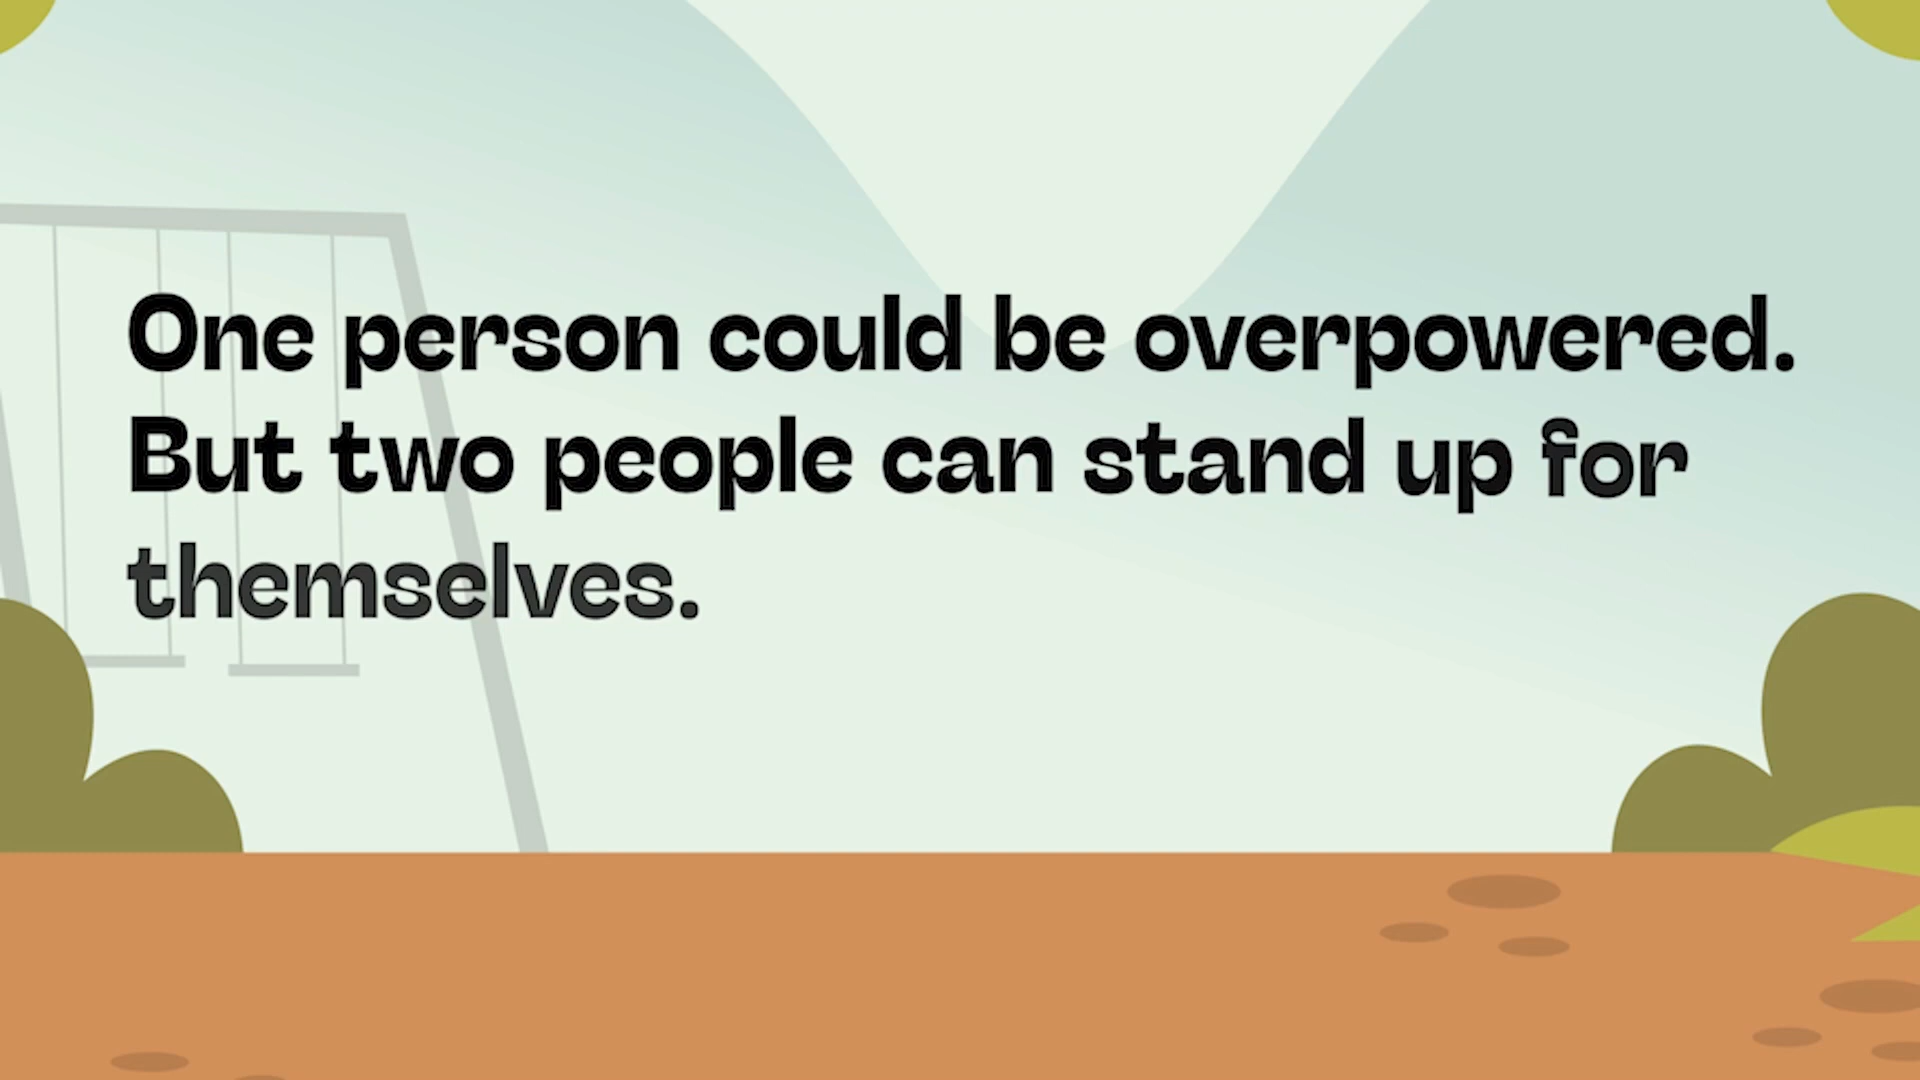 One person could be overpowered.
But two people can stand up for
themselves.